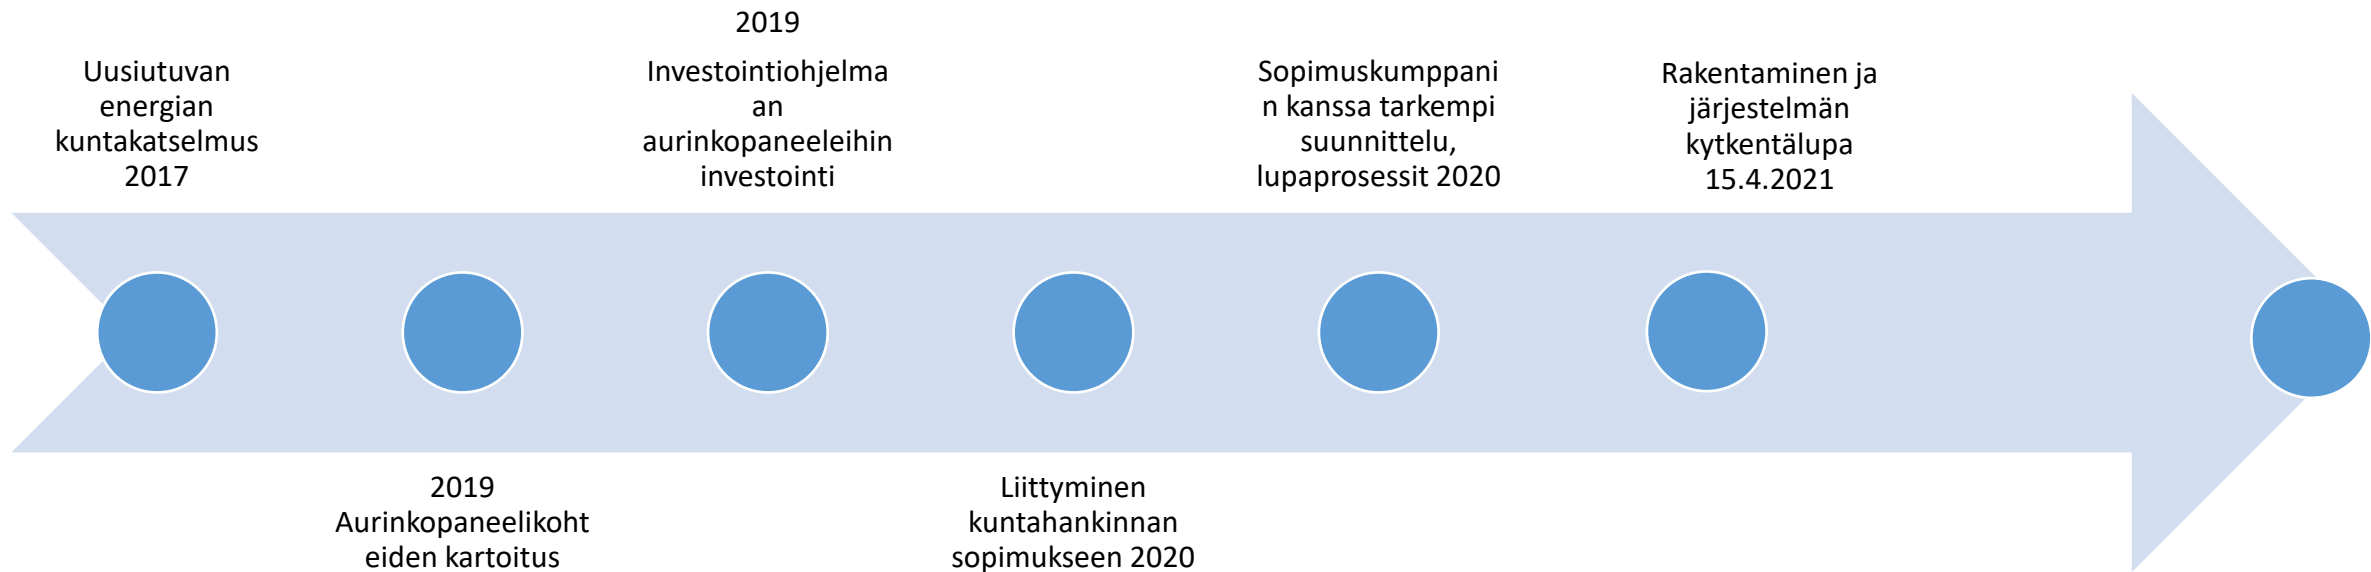 Uusiutuvan
energian
kuntakatselmus
2017
2019
Aurinkopaneelikoht
eiden kartoitus
2019
Investointiohjelma
an
aurinkopaneeleihin
investointi
Liittyminen
kuntahankinnan
sopimukseen 2020
Sopimuskumppani
n kanssa tarkempi
suunnittelu,
lupaprosessit 2020
Rakentaminen ja
järjestelmän
kytkentälupa
15.4.2021